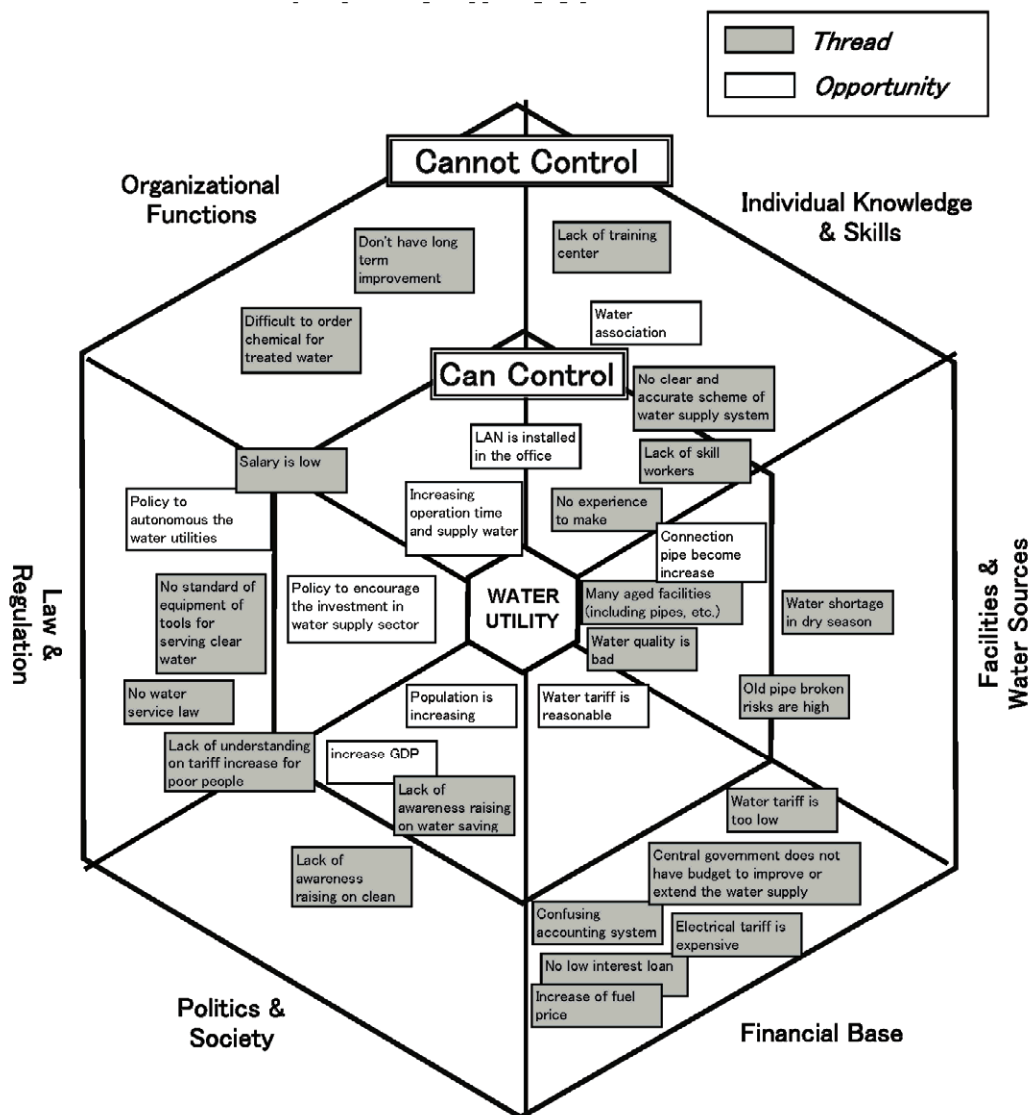 Thread
Opportunity
Cannot Control
Organizational
Functions
Individual Knowledge
& Skills
Don't have long
term
improvement
Lack of training
center
Difficult to order
chemical for
treated water
Water
association
Can Control
No clear and
accurate scheme of
water supply system
LAN is installed
in the office
Lack of skill
workers
Salary is low
Policy to
autonomous the
water utilities
Increasing
operation time
and supply water
No experience
to make
Connection
pipe become
increase
Law &
Regulation
No standard of
equipment of
tools for
serving clear
water
Policy to encourage
the investment in
water supply sector
WATER
UTILITY
Many aged facilities
(including pipes, etc.)
Water shortage
in dry season
Facilities &
Water Sources
Water quality is
bad
No water
service law
Population is
increasing
Water tariff is
reasonable
Old pipe broken
risks are high
Lack of understanding
on tariff increase for
poor people
increase GDP
Lack of
awareness raising
on water saving
Water tariff is
too low
Lack of
awareness
raising on clean
Central government does not
have budget to improve or
extend the water supply
Confusing
accounting system
Electrical tariff is
expensive
No low interest loan
Increase of fuel
price
Politics &
Society
Financial Base